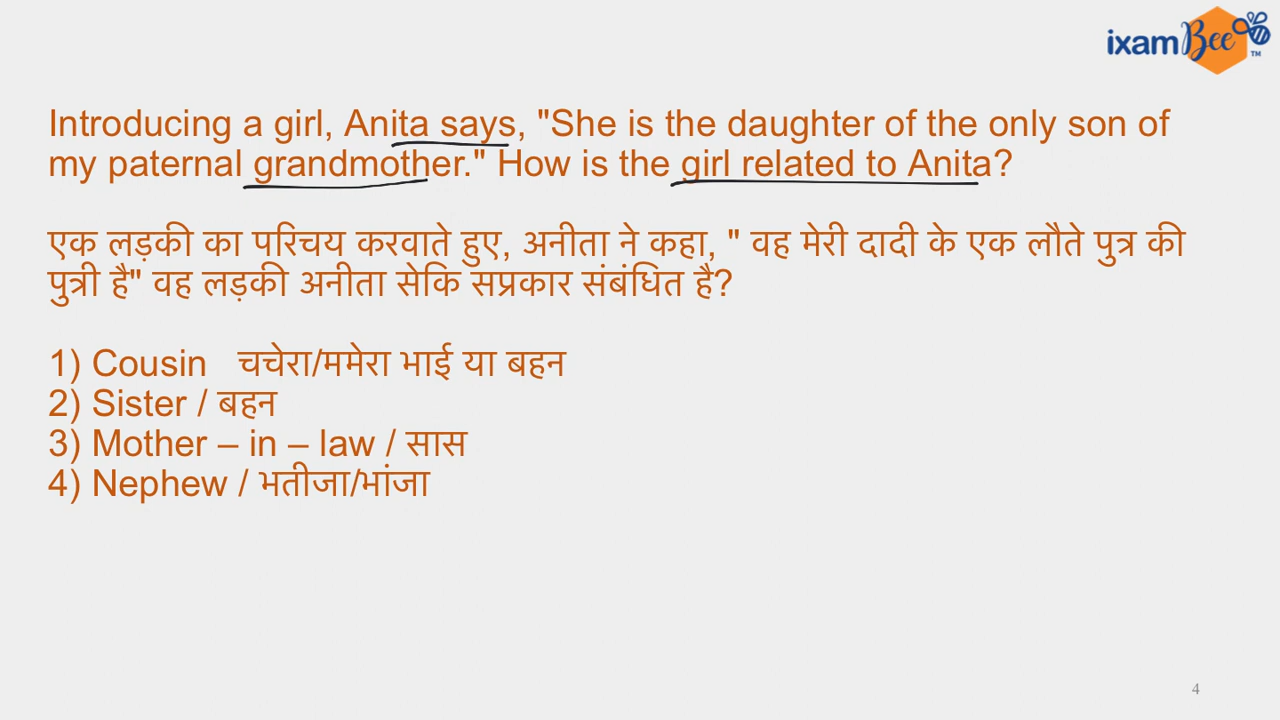 ixamBee™
Introducing a girl, Anita says, "She is the daughter of the only son of
my paternal grandmother." How is the girl related to Anita?
एक लड़की का परिचय करवाते हुए, अनीता ने कहा, " वह मेरी दादी के एक लौते पुत्र की
पुत्री है" वह लड़की अनीता सेकि सप्रकार संबंधित है?
1) Cousin चचेरा/ममेरा भाई या बहन
2) Sister / बहन
3) Mother – in – law / सास
4) Nephew / भतीजा/भांजा
4